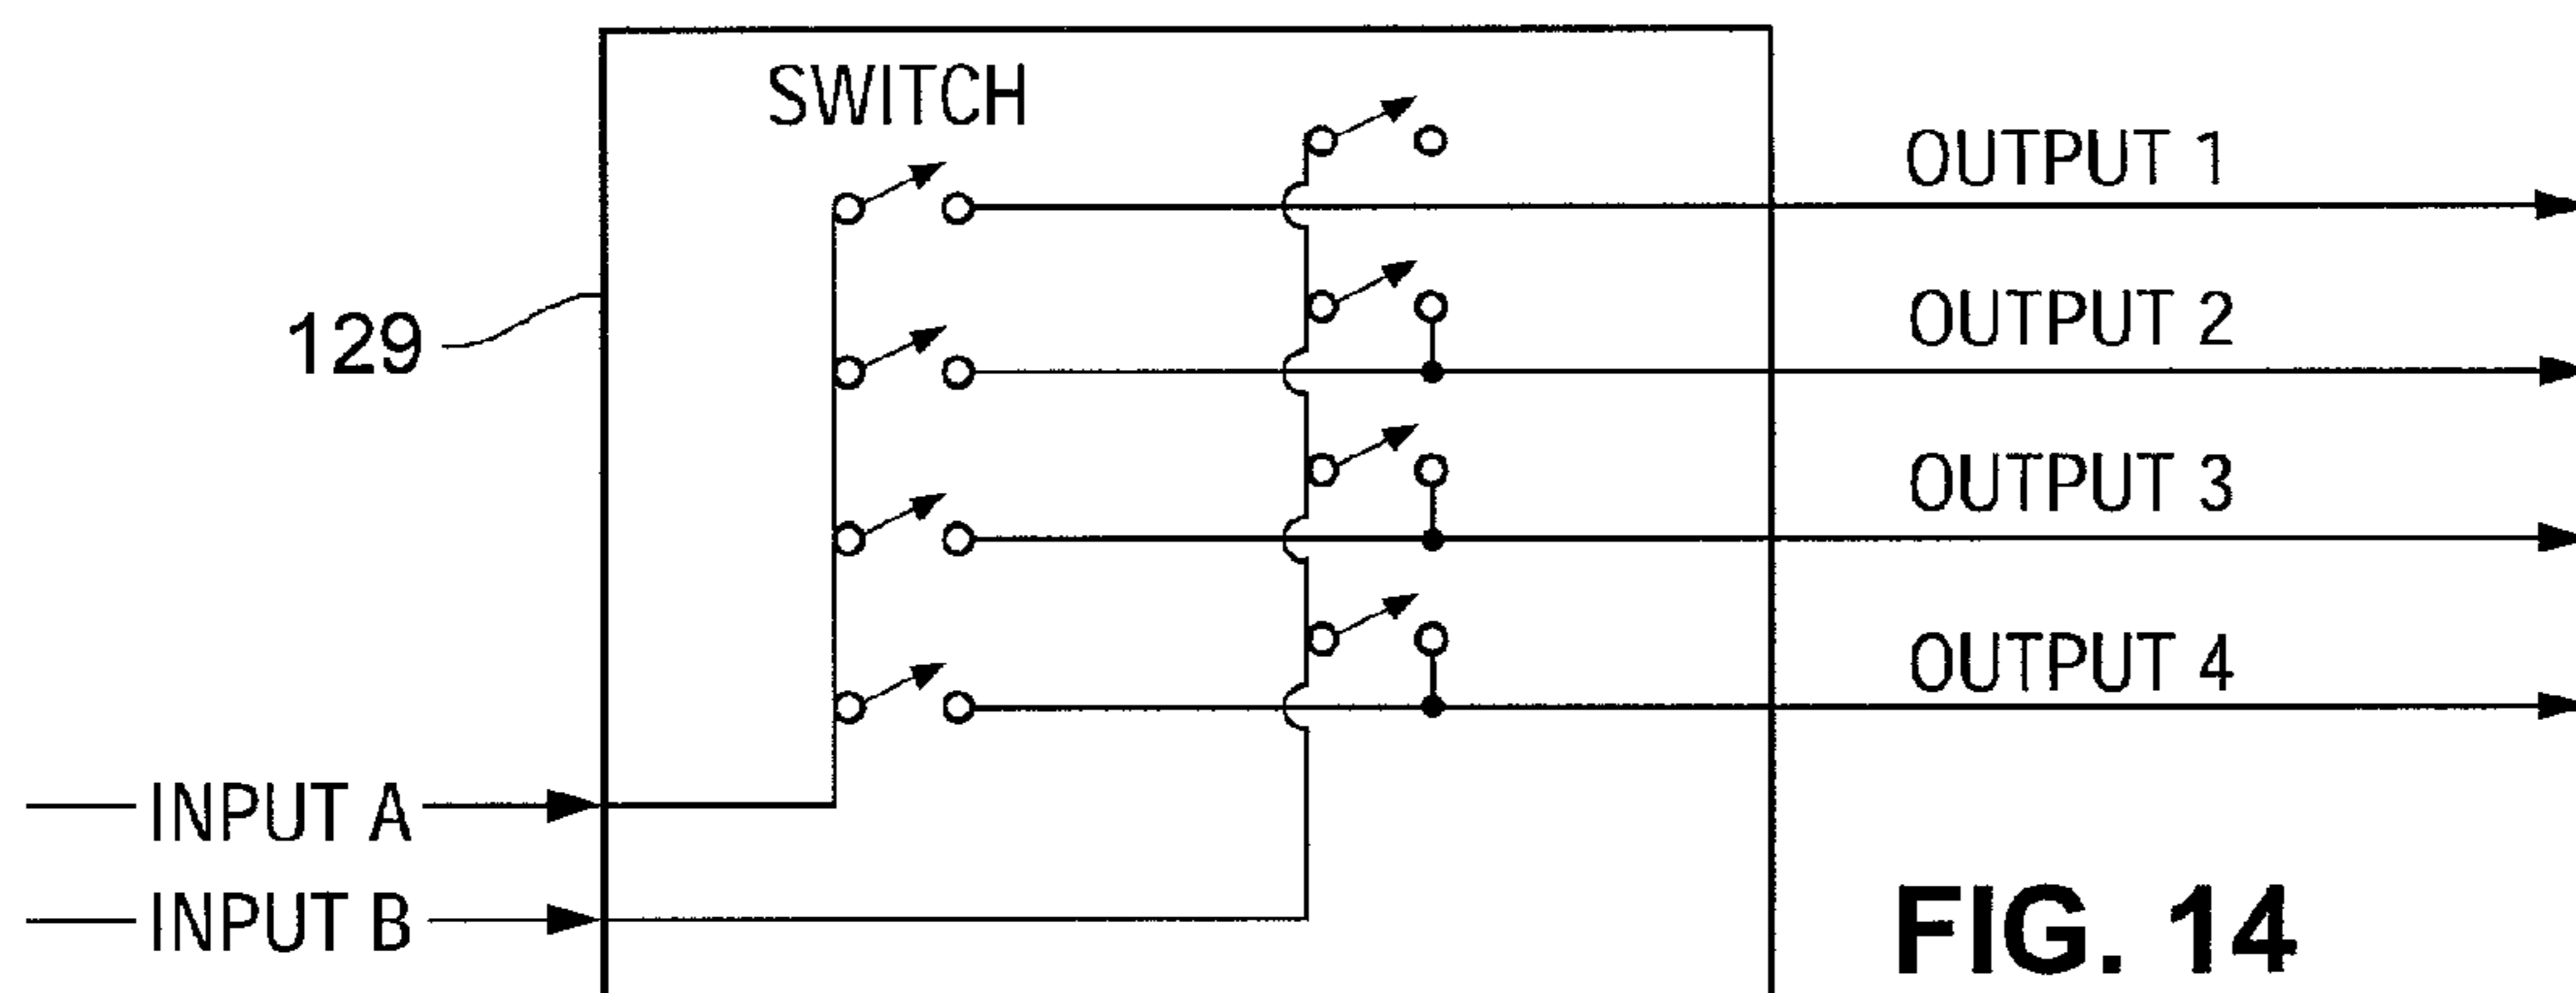 SWITCH
OUTPUT 1
129
OUTPUT 2
OUTPUT 3
OUTPUT 4
INPUT A
INPUT B
FIG. 14